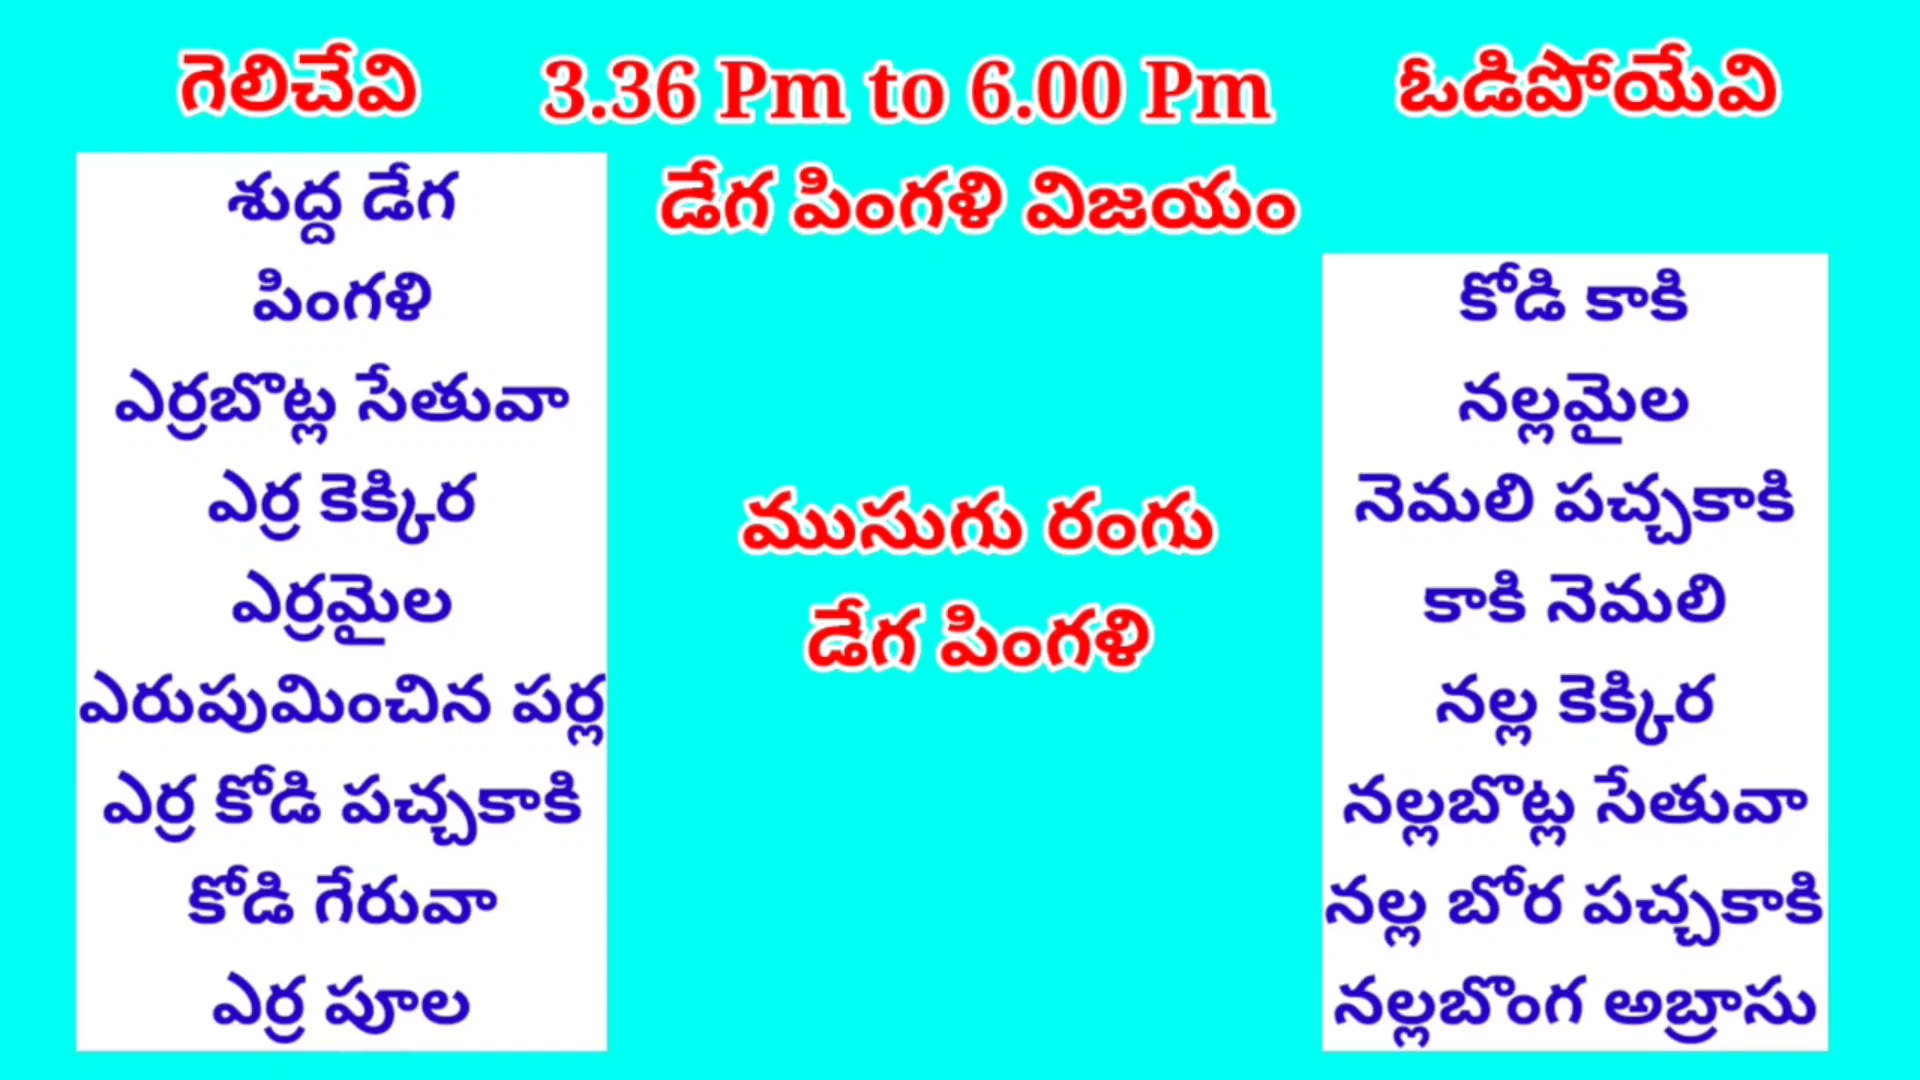 గెలిచేవి
3.36 Pm to 6.00 Pm
ఓడిపోయేవి
డేగ పింగళి విజయం
శుద్ద డేగ
పింగళి
ఎర్రబొట్ల సేతువా
ఎర్ర కెక్కిర
ఎర్రమైల
ఎరుపుమించిన పర్ల
ఎర్ర కోడి పచ్చకాకి
కోడి గేరువా
ఎర్ర పూల
ముసుగు రంగు
డేగ పింగళి
కోడి కాకి
నల్లమైల
నెమలి పచ్చకాకి
కాకి నెమలి
నల్ల కెక్కిర
నల్లబొట్ల సేతువా
నల్ల బోర పచ్చకాకి
నల్లబొంగ అబ్రాసు